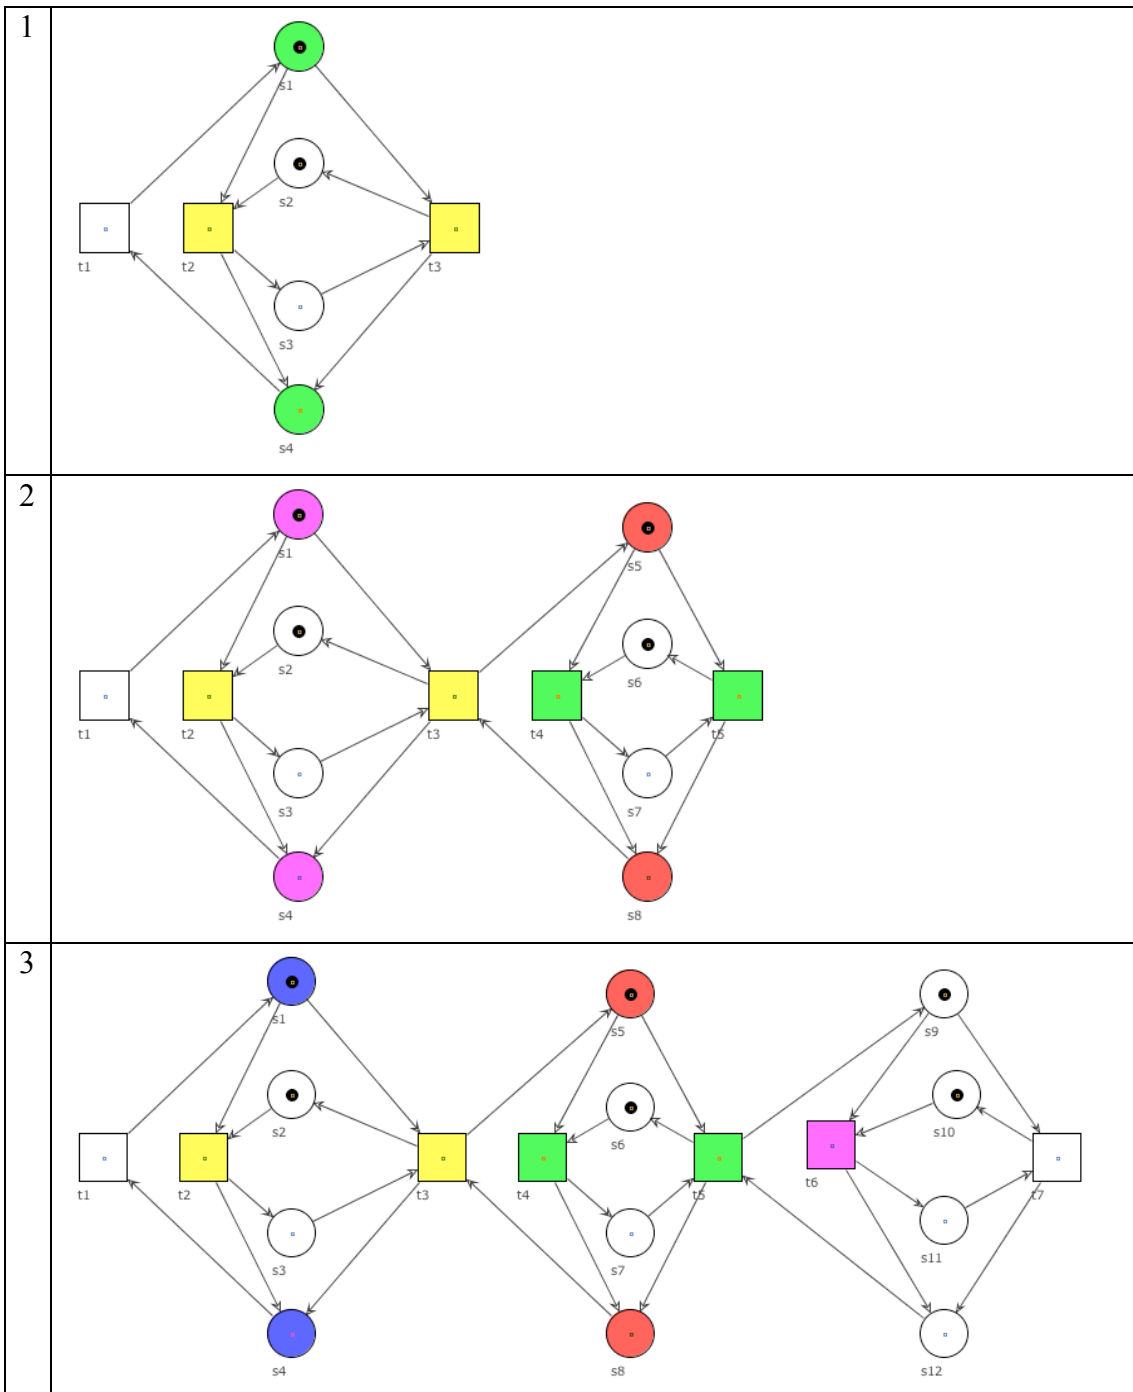 1
s1
s2
t1 t2 t3
s3
s4
2
s1
s5
s2 s6
t1 t2 t3 t4 t5
s3 s7
s4 s8
3
s1 s5 s9
s2 s6 s10
t1 t2 t3 t4 t5 t6 t7
s3 s7 s11
s4 s8 s12